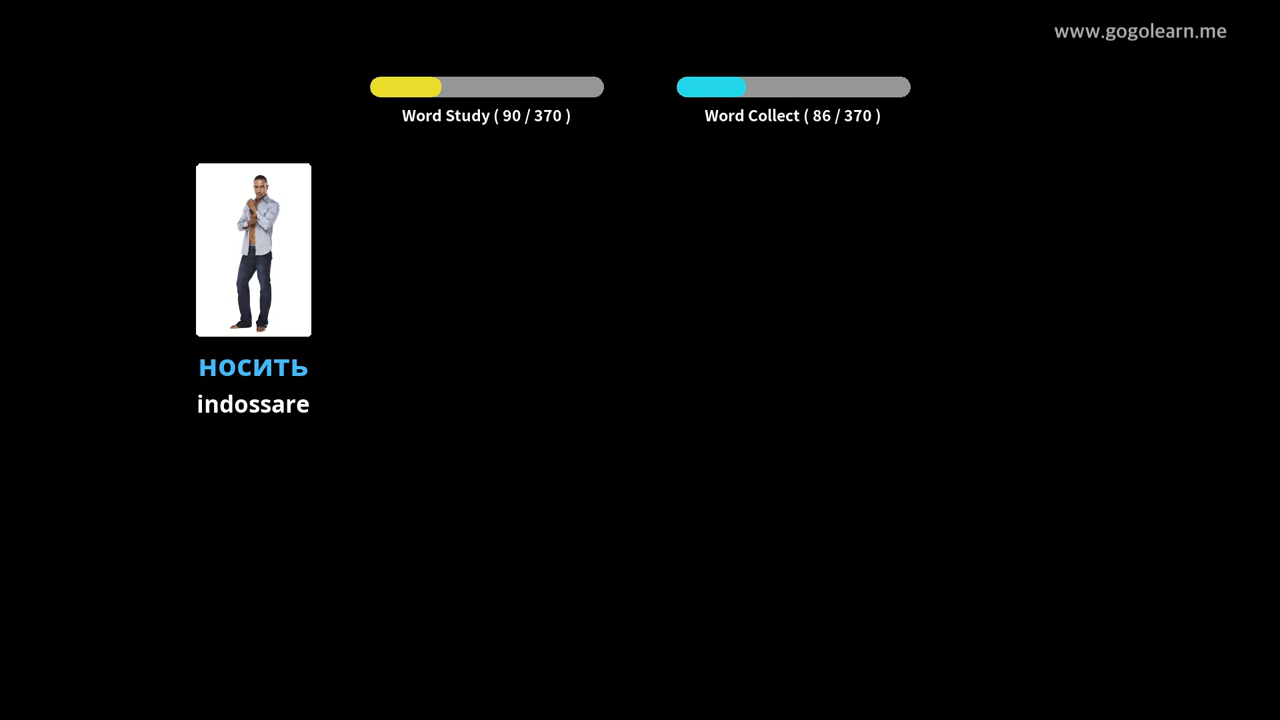 www.gogolearn.me
Word Study ( 90 / 370 )
Word Collect ( 86 / 370 )
носить
indossare